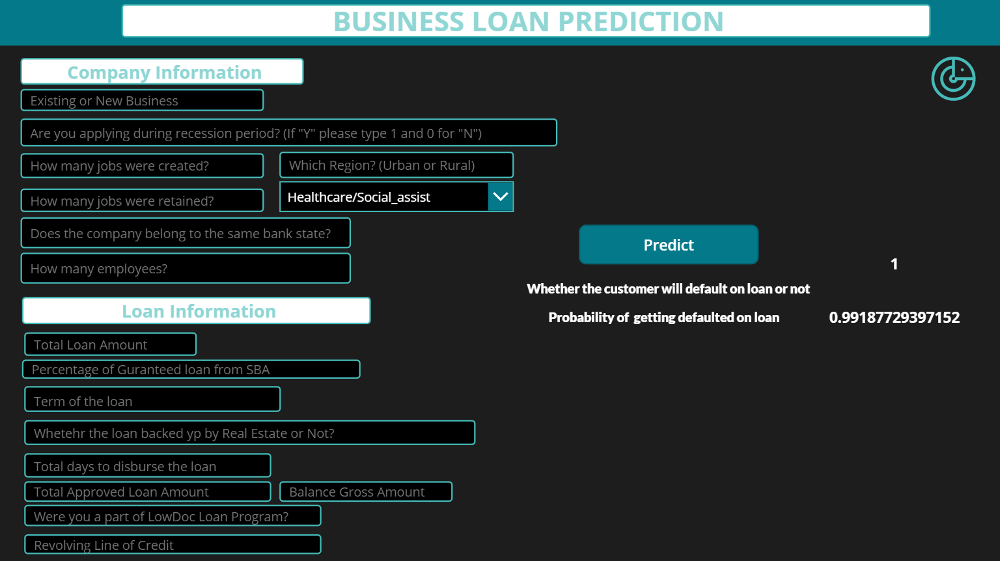 BUSINESS LOAN PREDICTION
Company Information
Existing or New Business
Are you applying during recession period? (If "Y" please type 1 and 0 for "N")
How many jobs were created?
Which Region? (Urban or Rural)
How many jobs were retained?
Healthcare/Social_assist
Does the company belong to the same bank state?
How many employees?
Predict
1
Whether the customer will default on loan or not
Probability of getting defaulted on loan
0.99187729397152
Loan Information
Total Loan Amount
Percentage of Guranteed loan from SBA
Term of the loan
Whetehr the loan backed yp by Real Estate or Not?
Total days to disburse the loan
Total Approved Loan Amount
Balance Gross Amount
Were you a part of LowDoc Loan Program?
Revolving Line of Credit